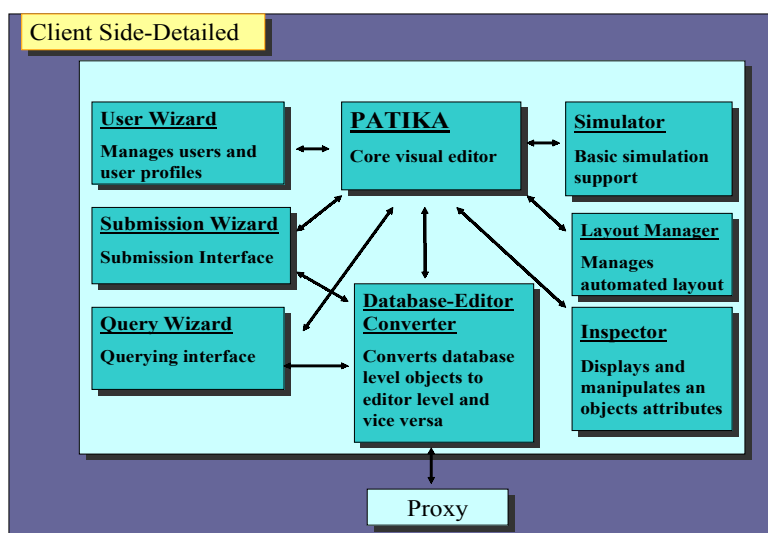 Client Side-Detailed
User Wizard
Manages users and
user profiles
PATIKA
Core visual editor
Simulator
Basic simulation
support
Submission Wizard
Submission Interface
Layout Manager
Manages
automated layout
Query Wizard
Querying interface
Database-Editor
Converter
Converts database
level objects to
editor level and
vice versa
Inspector
Displays and
manipulates an
objects attributes
Proxy